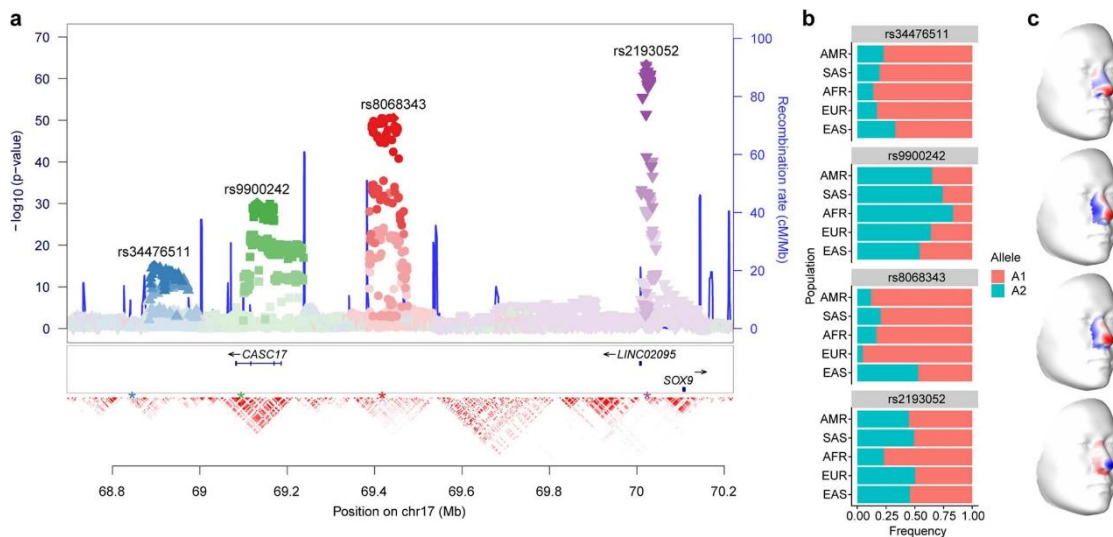 a
rs2193052
rs8068343
rs9900242
rs34476511
−log10 (p-value)
70
60
50
40
30
20
10
0
Recombination rate (cM/Mb)
100
80
60
40
20
0
←CASC17
←LINC02095
→
SOX9
* * * *
68.8 69 69.2 69.4 69.6 69.8 70 70.2
Position on chr17 (Mb)
b
Population
rs34476511
AMR
SAS
AFR
EUR
EAS
rs9900242
AMR
SAS
AFR
EUR
EAS
rs8068343
AMR
SAS
AFR
EUR
EAS
rs2193052
AMR
SAS
AFR
EUR
EAS
0.00 0.25 0.50 0.75 1.00
Frequency
Allele
A1
A2
c